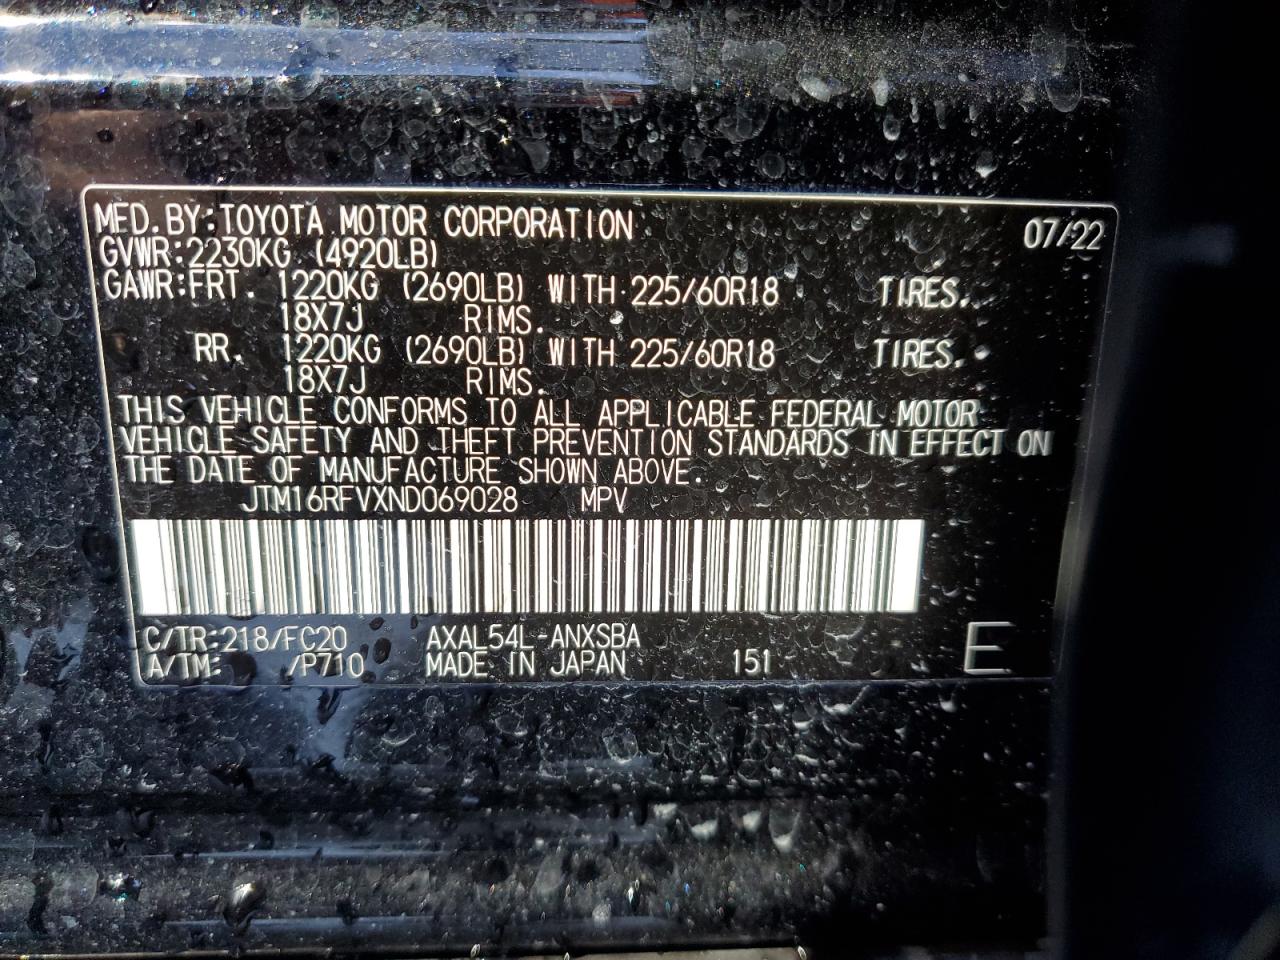 MFD.BY:TOYOTA MOTOR CORPORATION 07/22
GVWR:2230KG (4920LB)
GAWR:FRT. 1220KG (2690LB) WITH 225/60R18 TIRES.
18X7J RIMS.
RR. 1220KG (2690LB) WITH 225/60R18 TIRES.
18X7J RIMS.
THIS VEHICLE CONFORMS TO ALL APPLICABLE FEDERAL MOTOR
VEHICLE SAFETY AND THEFT PREVENTION STANDARDS IN EFFECT ON
THE DATE OF MANUFACTURE SHOWN ABOVE.
JTM16RFVXND069028 MPV
C/TR:218/FC20 AXAL54L-ANXSBA
A/TM: /P710 MADE IN JAPAN 151 E